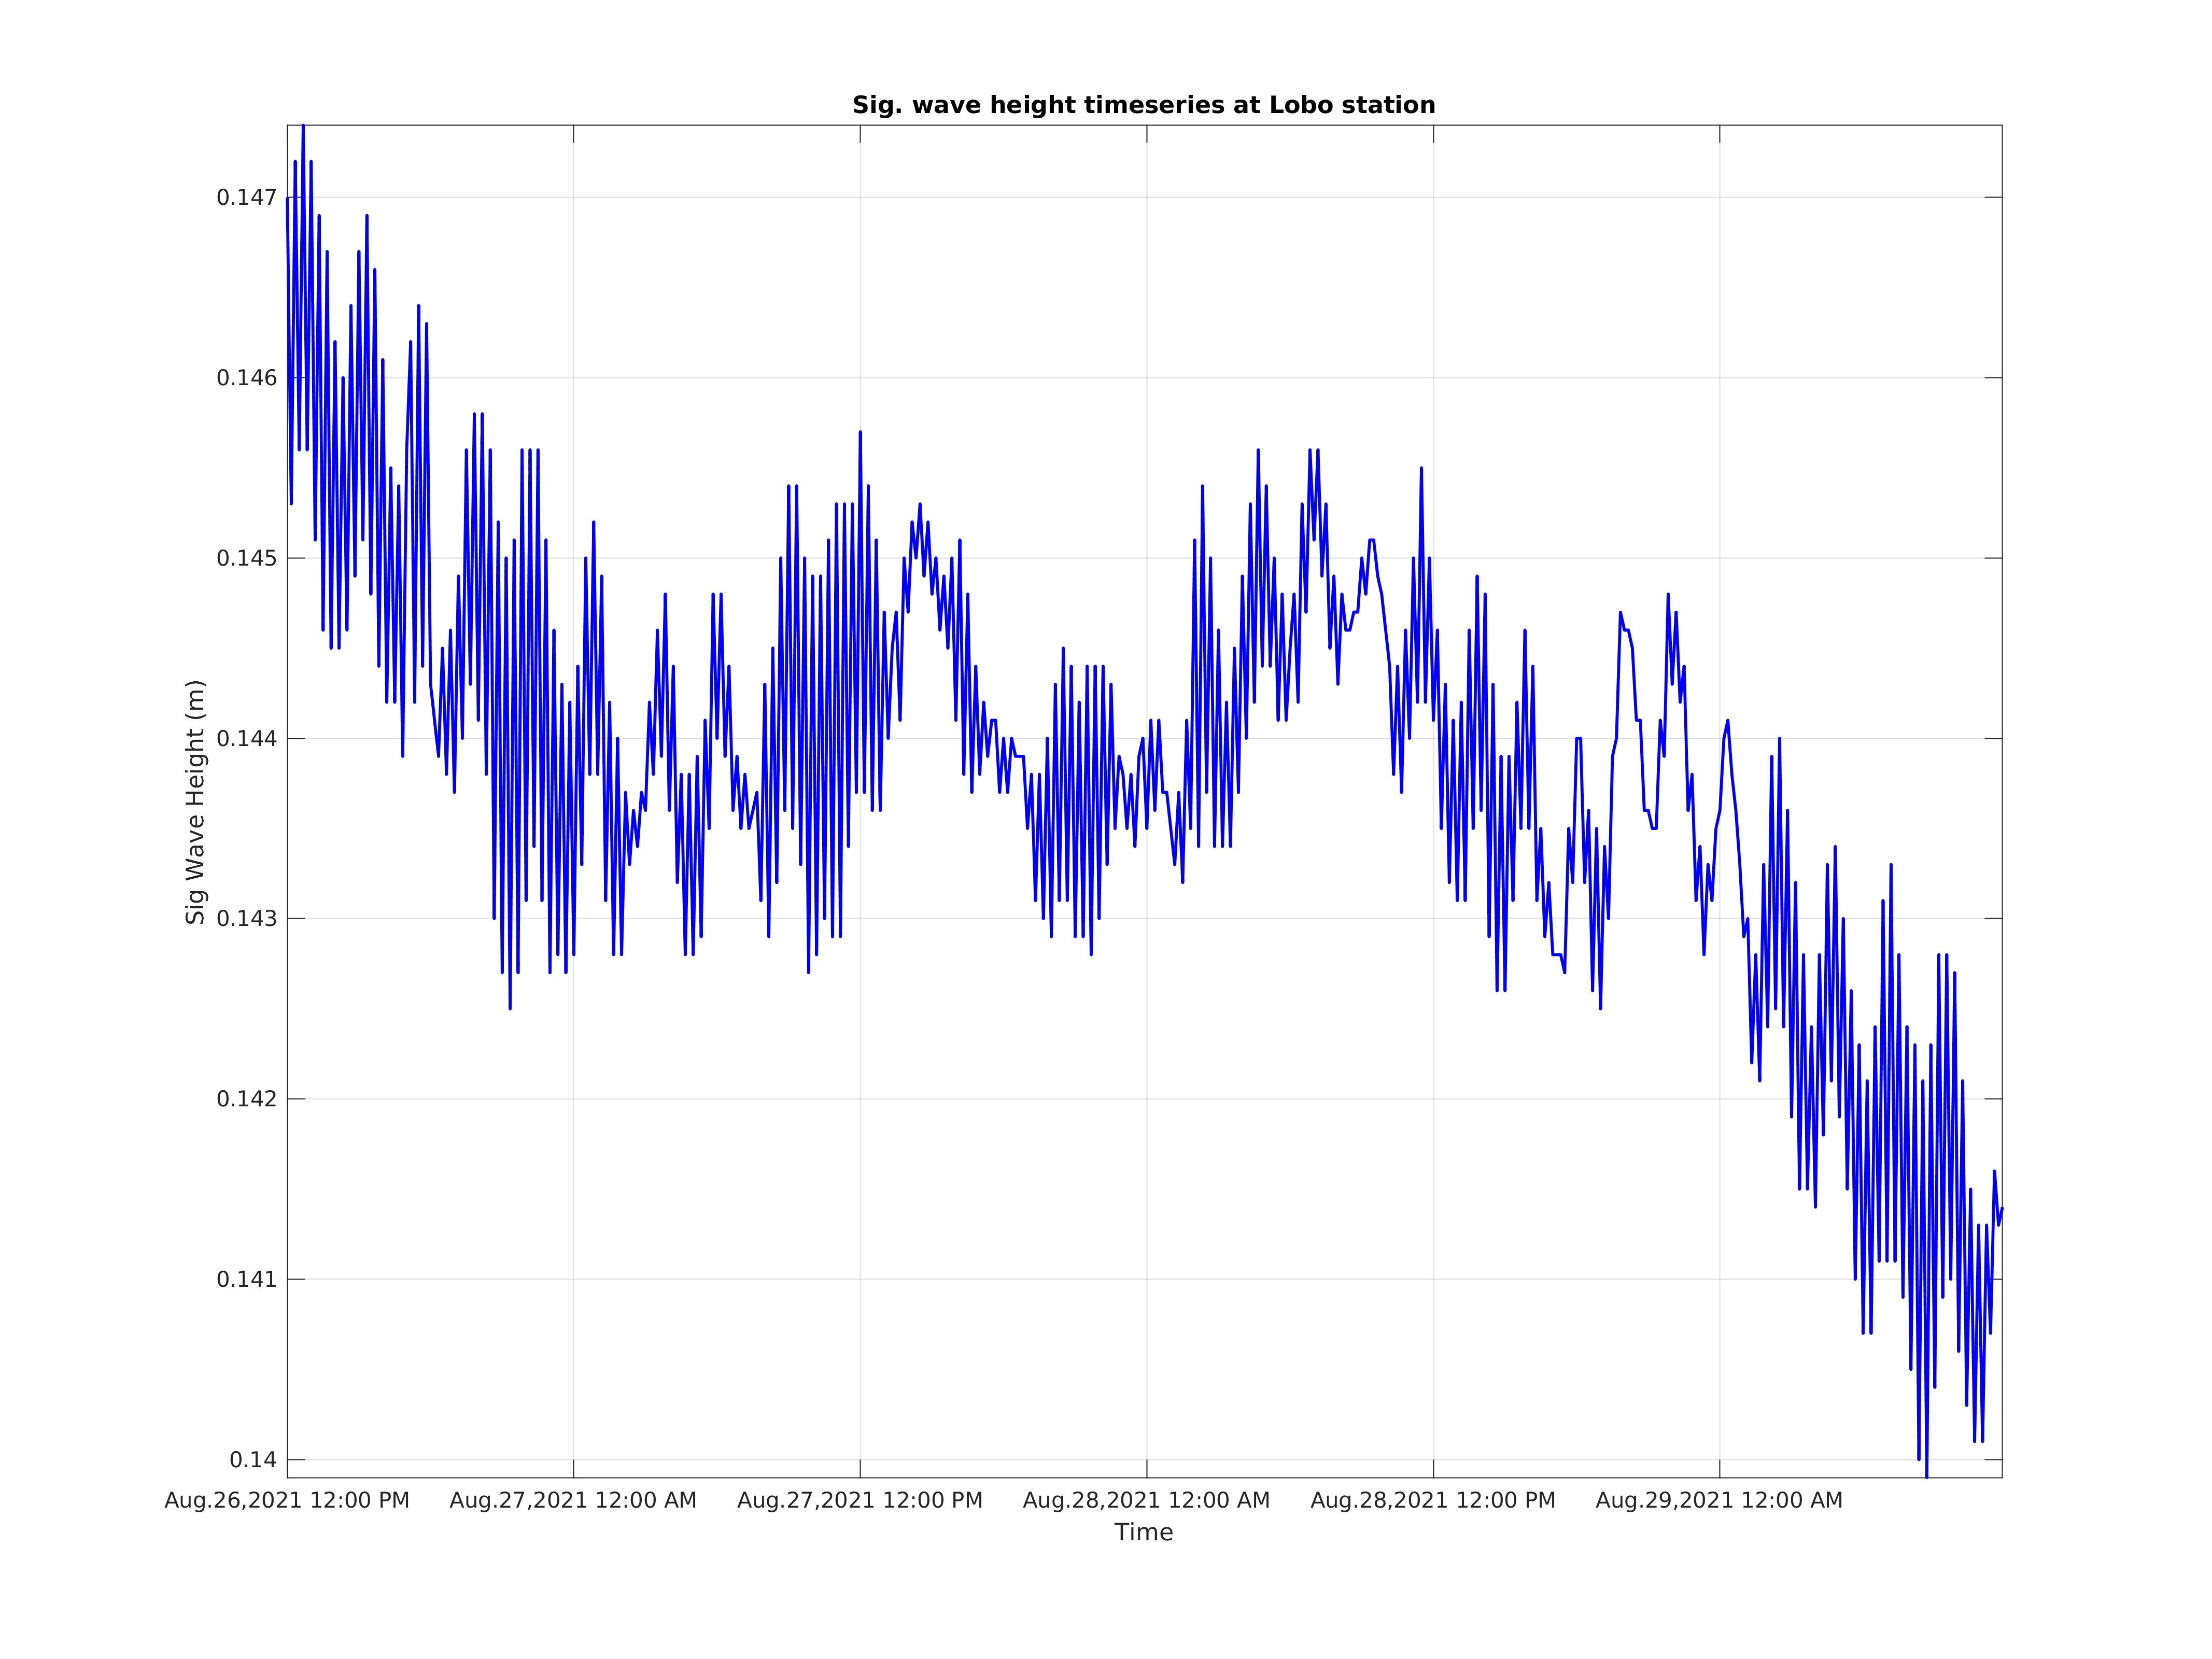 Sig. wave height timeseries at Lobo station
0.147
0.146
0.145
0.144
0.143
0.142
0.141
0.14
Sig Wave Height (m)
Aug.26,2021 12:00 PM Aug.27,2021 12:00 AM Aug.27,2021 12:00 PM Aug.28,2021 12:00 AM Aug.28,2021 12:00 PM Aug.29,2021 12:00 AM
Time